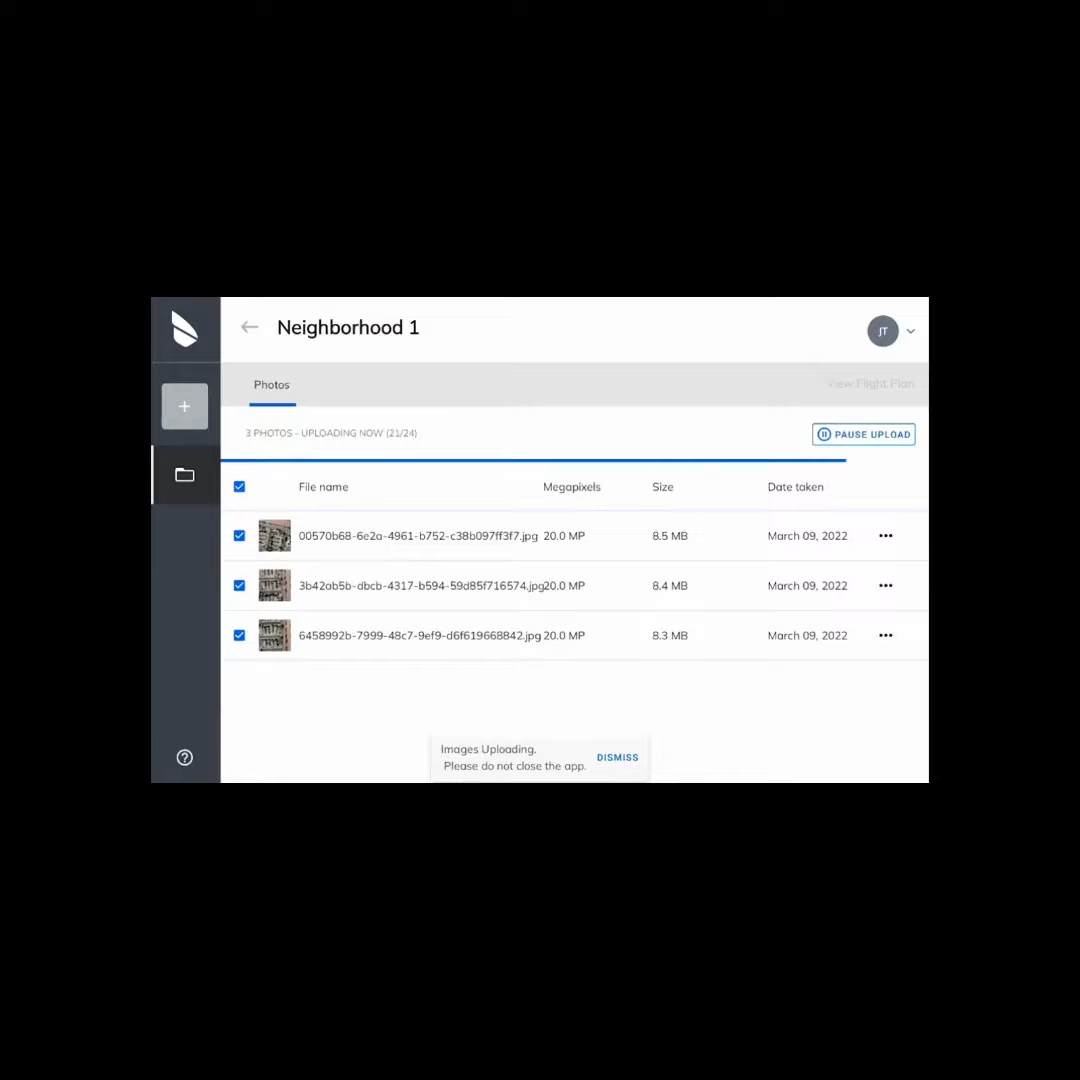 Neighborhood 1
JT
Photos
View Flight Plan
3 PHOTOS - UPLOADING NOW (21/24)
PAUSE UPLOAD
File name Megapixels Size Date taken
00570b68-6e2a-4961-b752-c38b097ff3f7.jpg 20.0 MP 8.5 MB March 09, 2022
3b42ab5b-dbcb-4317-b594-59d85f716574.jpg 20.0 MP 8.4 MB March 09, 2022
6458992b-7999-48c7-9ef9-d6f619668842.jpg 20.0 MP 8.3 MB March 09, 2022
Images Uploading.
Please do not close the app.
DISMISS